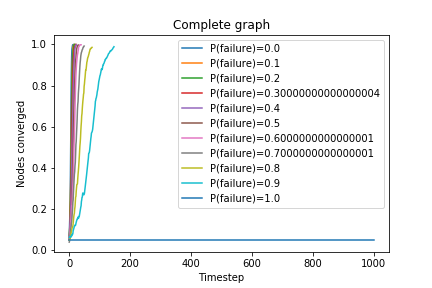 Complete graph
1.0
0.8
0.6
0.4
0.2
0.0
Nodes converged
P(failure)=0.0
P(failure)=0.1
P(failure)=0.2
P(failure)=0.30000000000000004
P(failure)=0.4
P(failure)=0.5
P(failure)=0.6000000000000001
P(failure)=0.7000000000000001
P(failure)=0.8
P(failure)=0.9
P(failure)=1.0
0 200 400 600 800 1000
Timestep